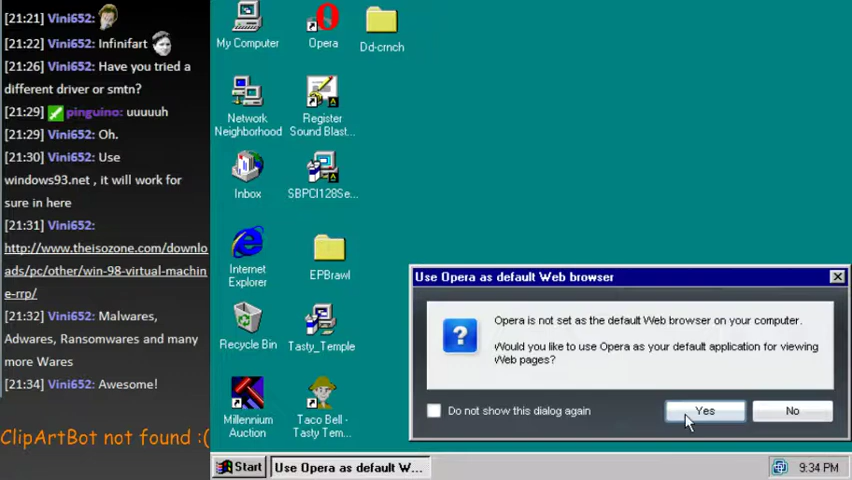 [21:21] Vini652:
[21:22] Vini652: Infinifart
[21:26] Vini652: Have you tried a
different driver or smtn?
[21:29] pinguino: uuuuuh
[21:29] Vini652: Oh.
[21:30] Vini652: Use
windows93.net , it will work for
sure in here
[21:31] Vini652:
http://www.theisozone.com/downlo
ads/pc/other/win-98-virtual-machin
e-rrp/
[21:32] Vini652: Malwares,
Adwares, Ransomwares and many
more Wares
[21:34] Vini652: Awesome!
ClipArtBot not found :(
My Computer
Opera
Dd-crnch
Network
Neighborhood
Register
Sound Blast...
Inbox
SBPCI128Se...
Internet
Explorer
EPBrawl
Recycle Bin
Tasty_Temple
Millennium
Auction
Taco Bell -
Tasty Tem...
Use Opera as default Web browser
Opera is not set as the default Web browser on your computer.
Would you like to use Opera as your default application for viewing
Web pages?
Do not show this dialog again
Yes
No
Start
Use Opera as default W...
9:34 PM